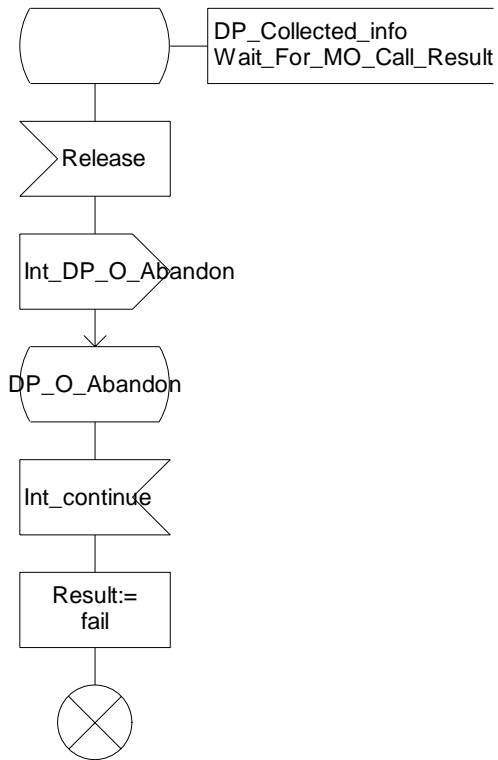 DP_Collected_info
Wait_For_MO_Call_Result
Release
Int_DP_O_Abandon
DP_O_Abandon
Int_continue
Result:=
fail